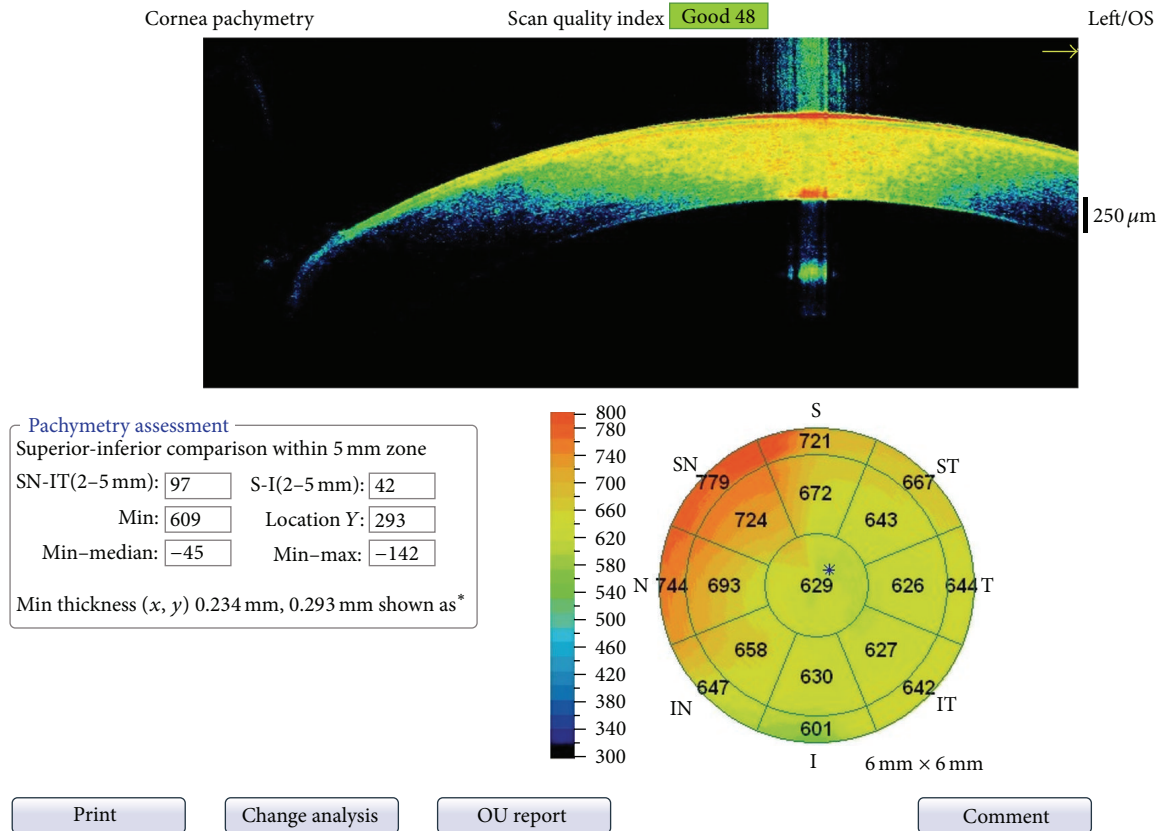 Cornea pachymetry Scan quality index Good 48 Left/OS
250 μm
Pachymetry assessment
Superior-inferior comparison within 5 mm zone
SN-IT(2–5 mm): 97 S-I(2–5 mm): 42
Min: 609 Location Y: 293
Min–median: −45 Min–max: −142
Min thickness (x, y) 0.234 mm, 0.293 mm shown as*
800
780
740
700
660
620
580
540
500
460
420
380
340
300
S
721
SN ST
779 667
672
724 643
*
N 744 693 629 626 644 T
658 627
630
647 642
IN IT
601
I 6 mm × 6 mm
Print Change analysis OU report Comment